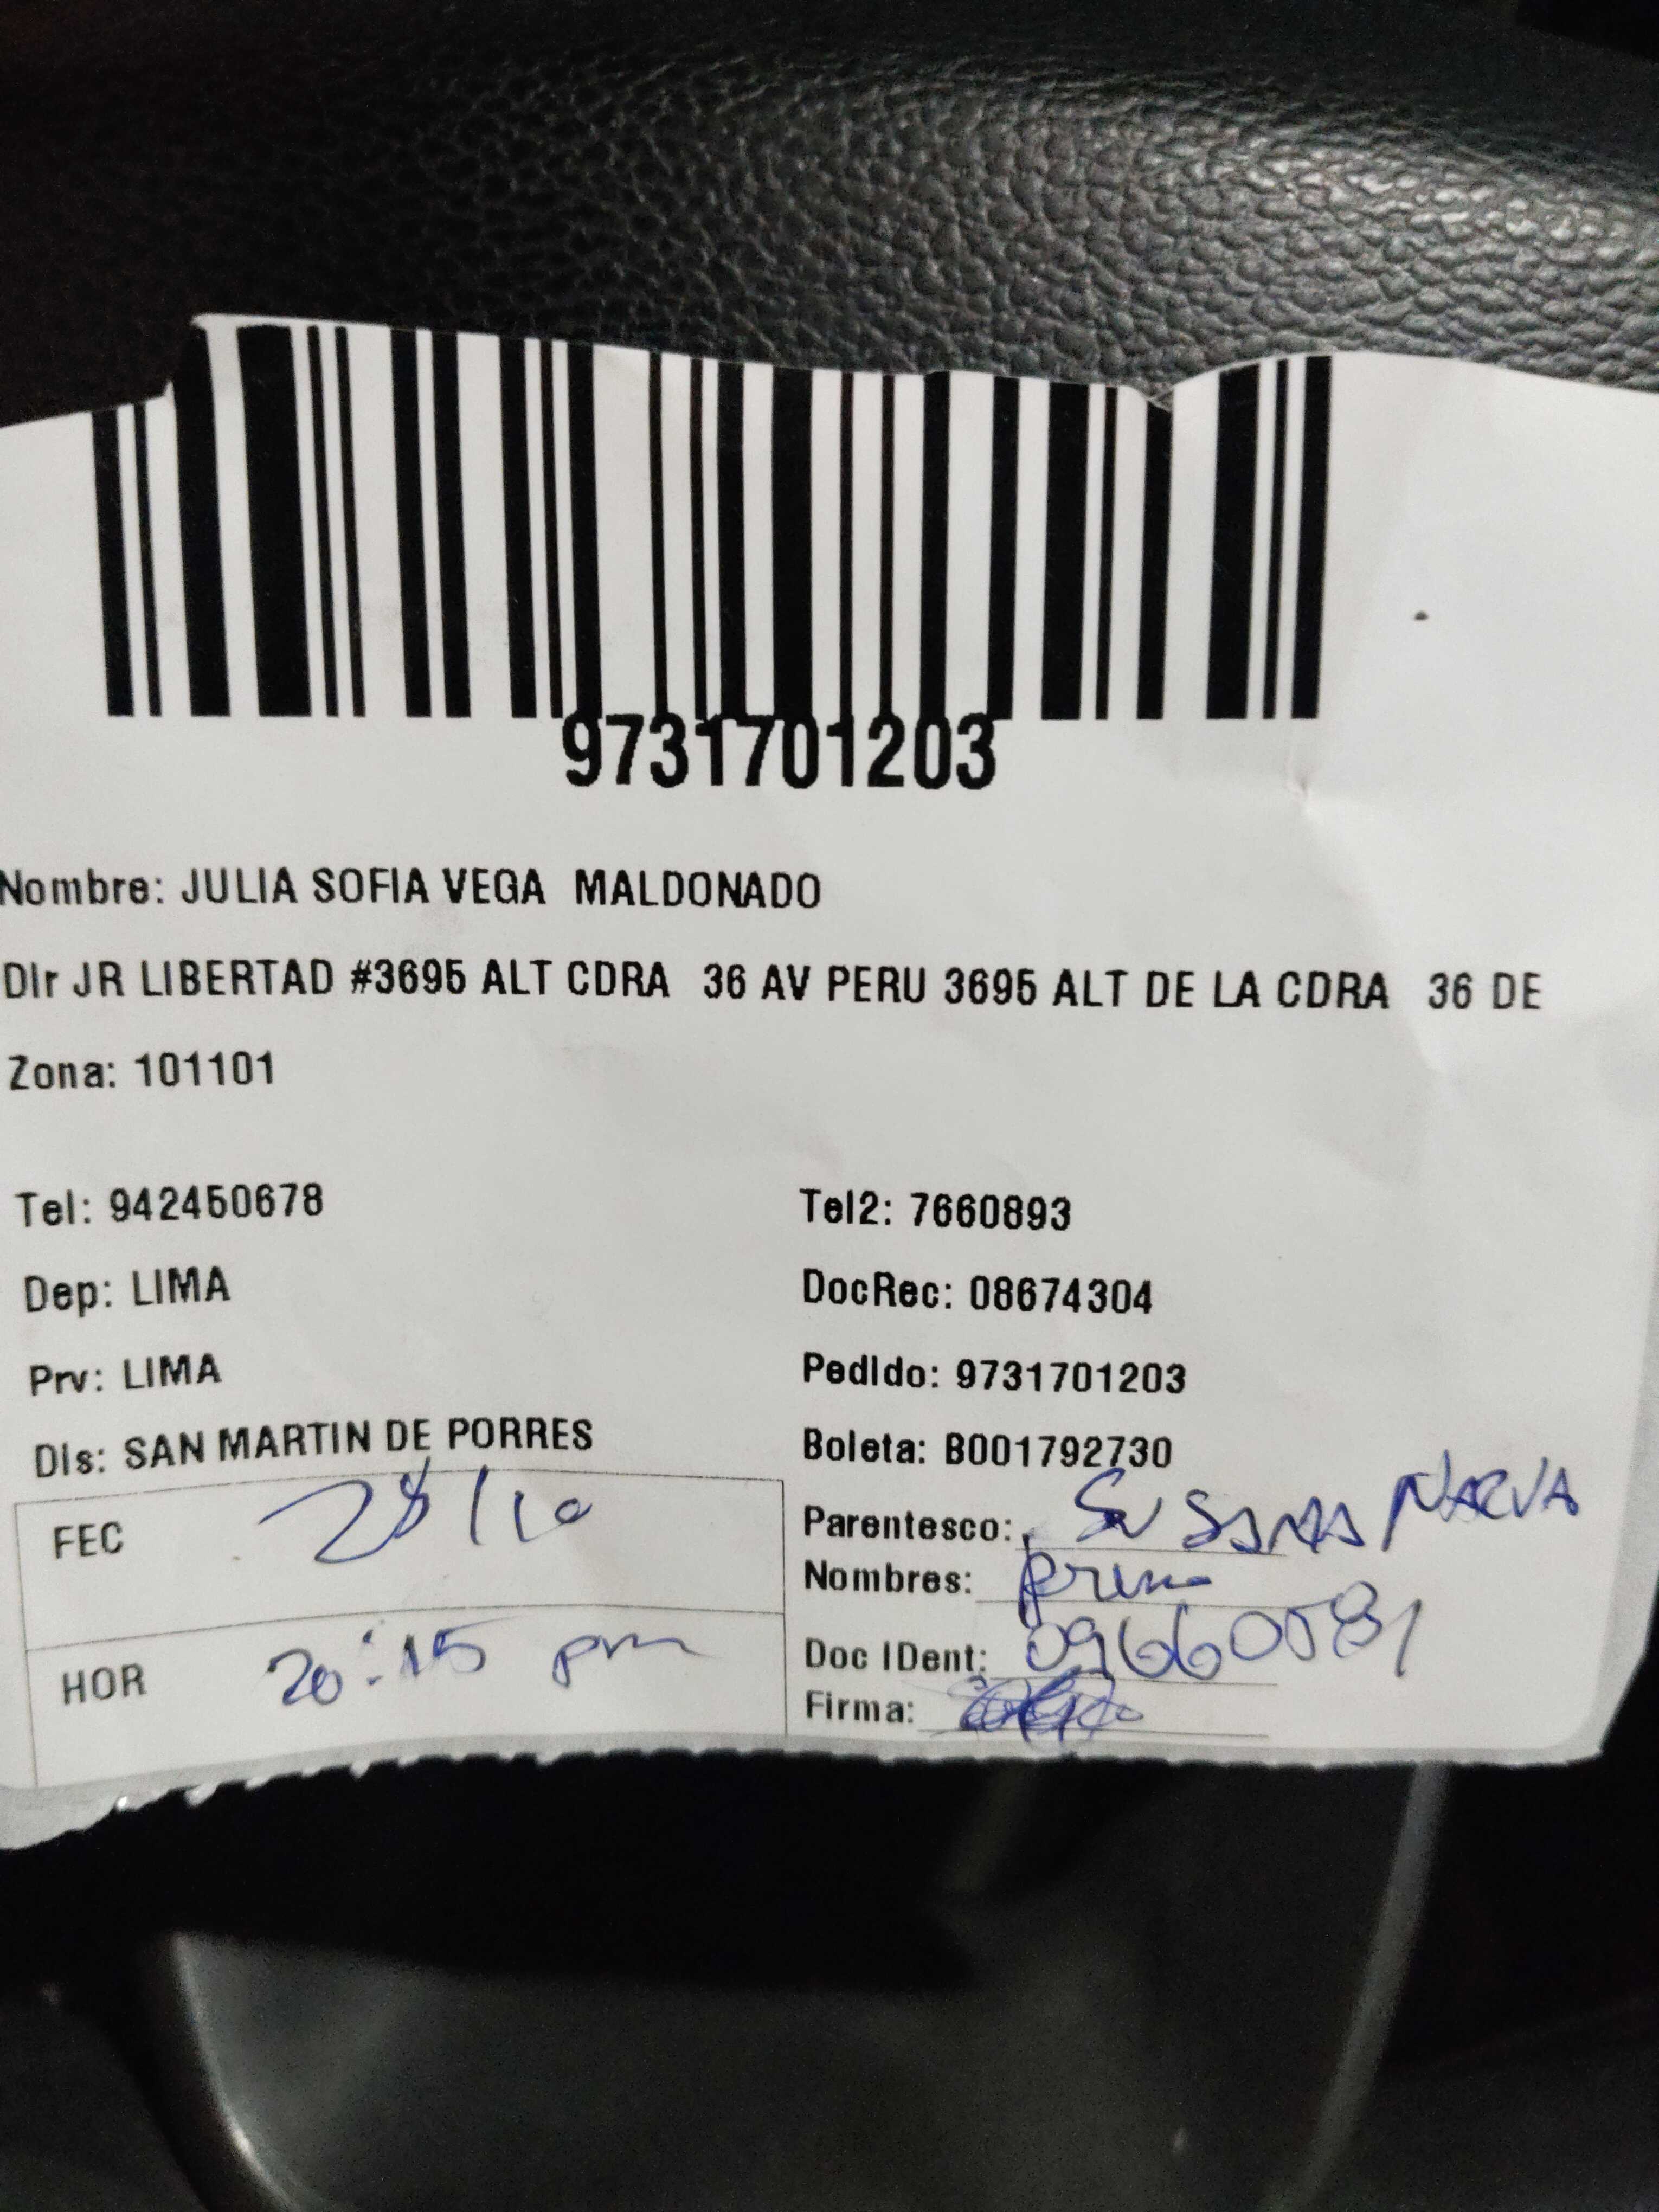 9731701203
Nombre: JULIA SOFIA VEGA MALDONADO
Dir JR LIBERTAD #3695 ALT CDRA 36 AV PERU 3695 ALT DE LA CDRA 36 DE
Zona: 101101
Tel: 942450678 Tel2: 7660893
Dep: LIMA DocRec: 08674304
Prv: LIMA Pedido: 9731701203
Dis: SAN MARTIN DE PORRES Boleta: B001792730
FEC 28/10 Parentesco: SUSANA NARVA
Nombres: prima
HOR 20:15 pm Doc IDent: 09660581
Firma: